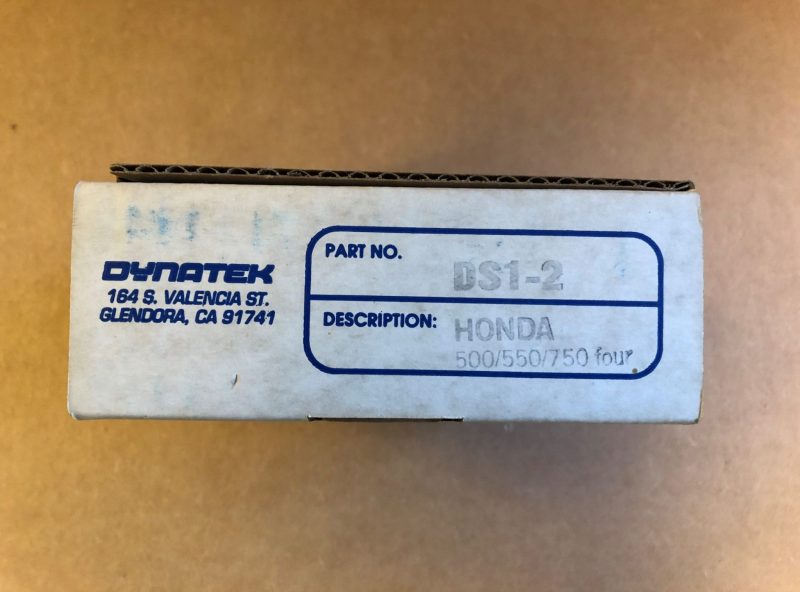 DYNATEK
164 S. VALENCIA ST.
GLENDORA, CA 91741
PART NO.
DS1-2
DESCRIPTION:
HONDA
500/550/750 four